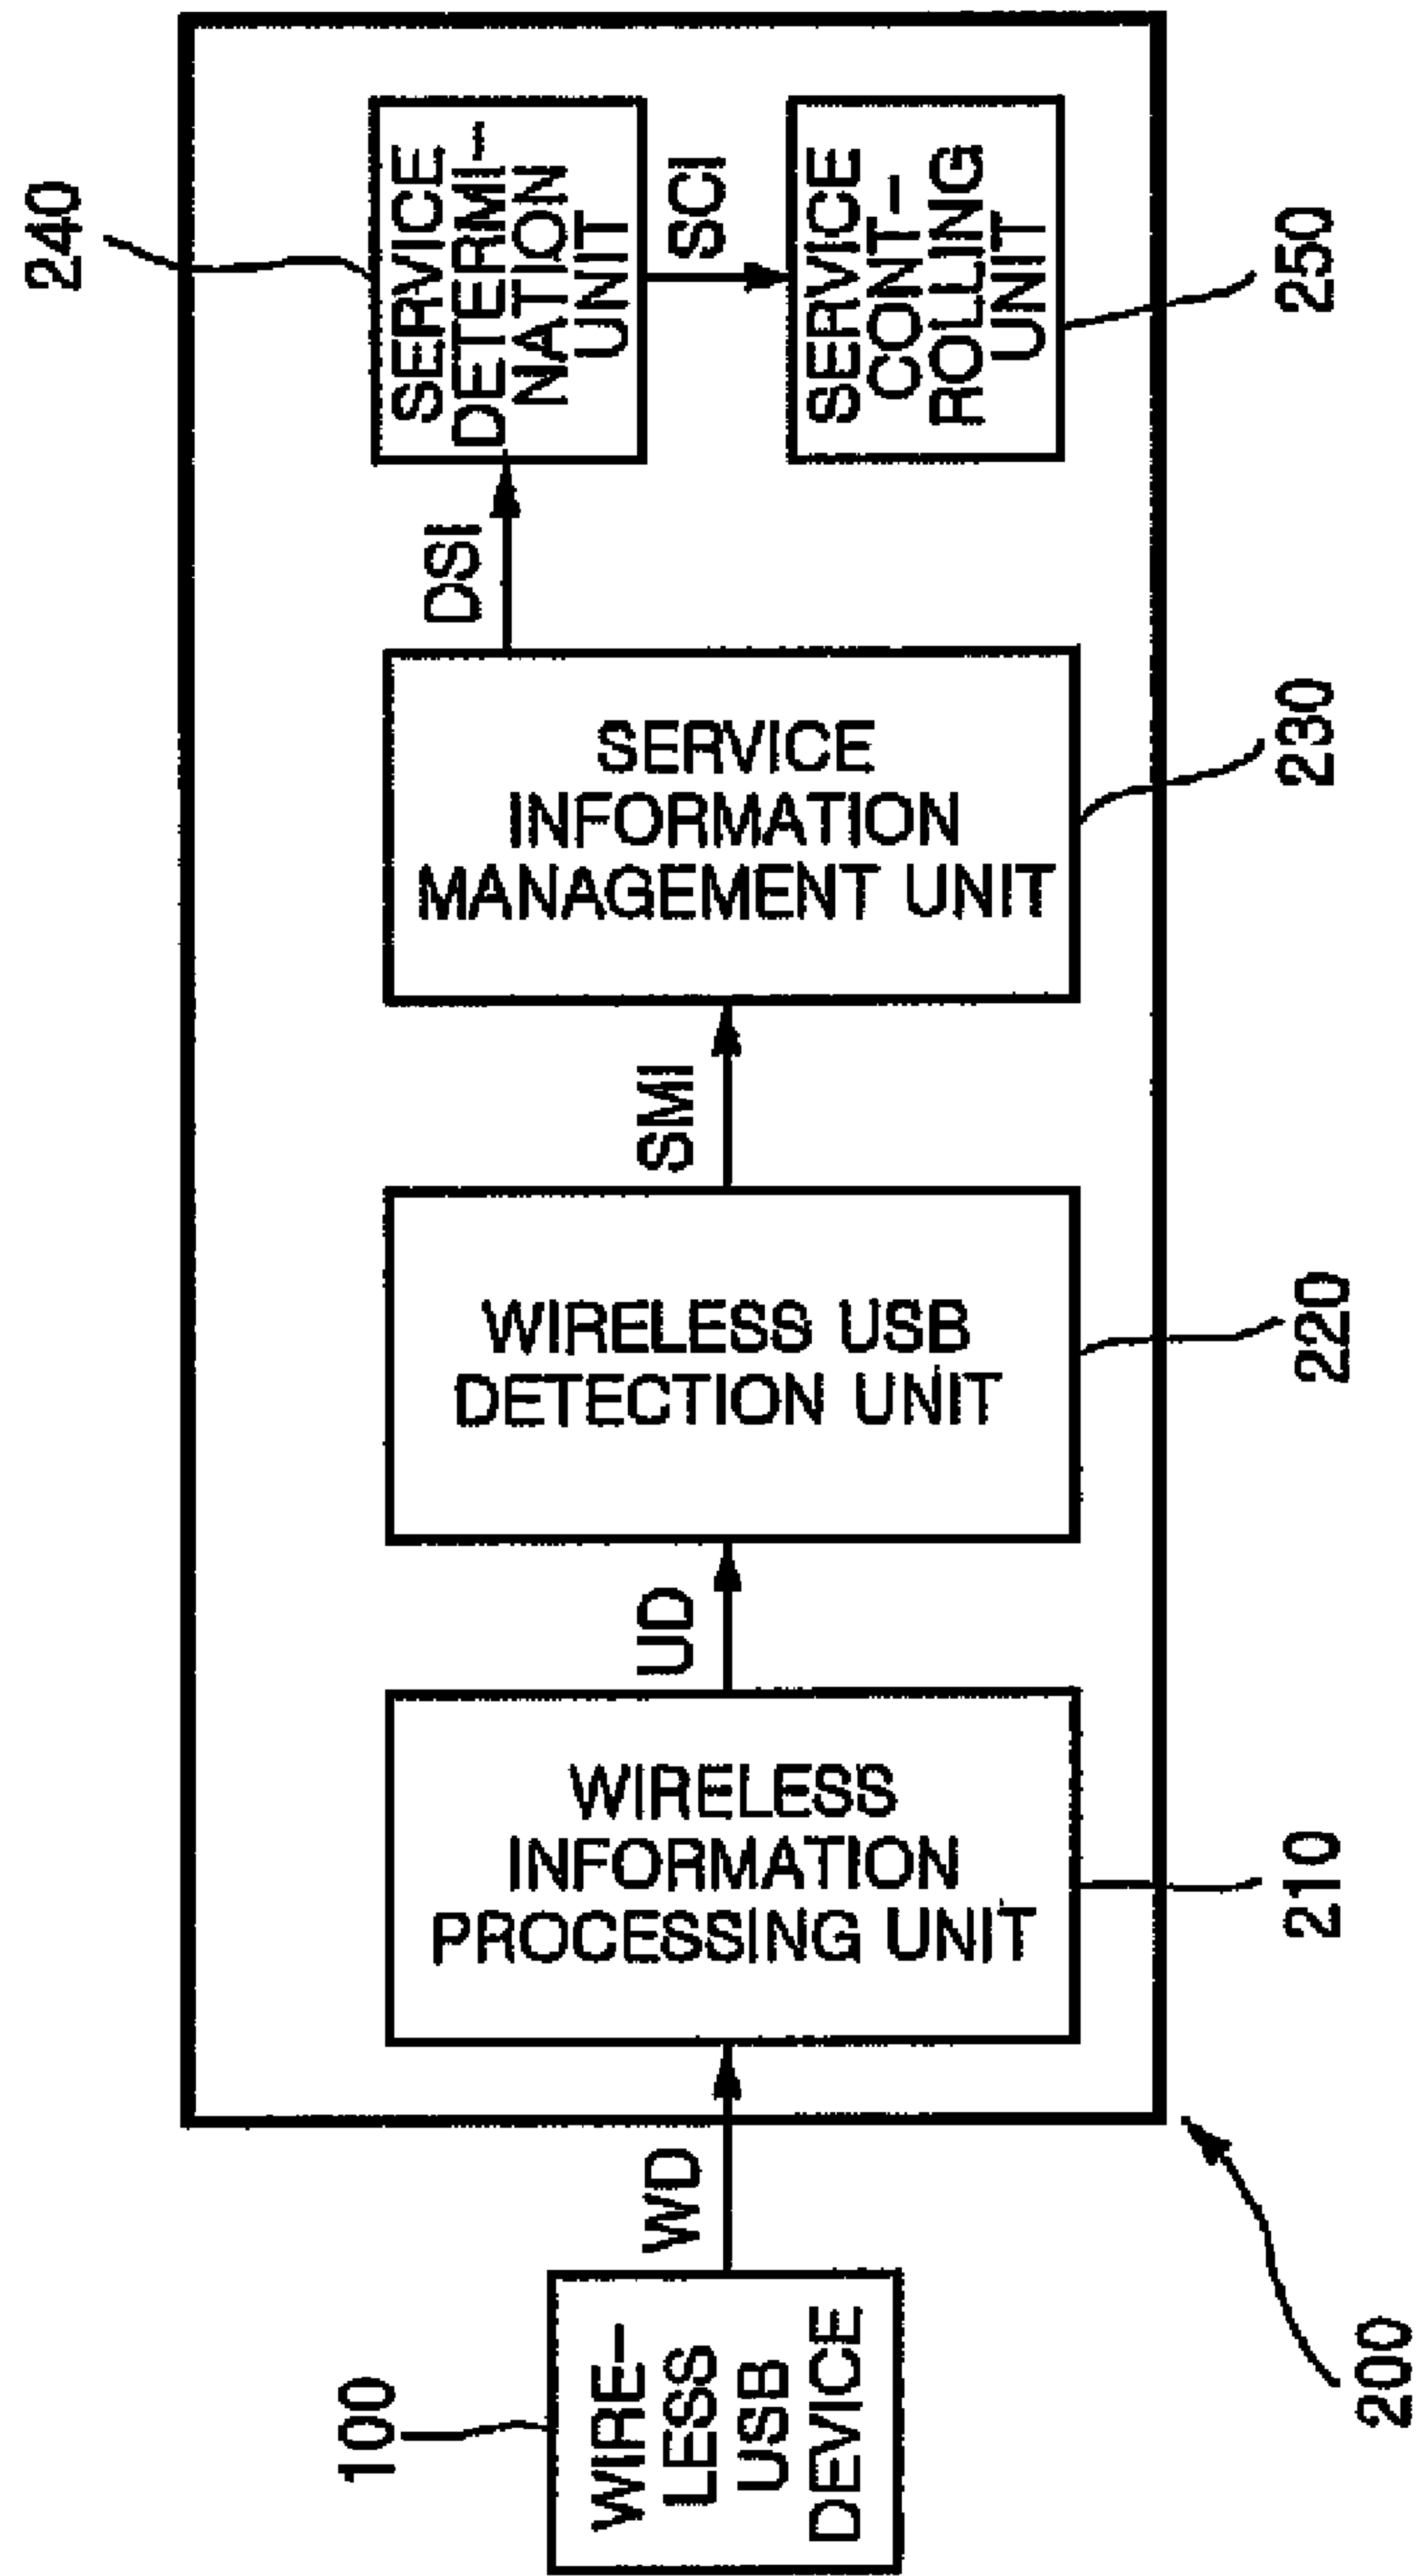 100
WIRE-
LESS
USB
DEVICE
WD
200
WIRELESS
INFORMATION
PROCESSING UNIT
210
UD
WIRELESS USB
DETECTION UNIT
220
SMI
SERVICE
INFORMATION
MANAGEMENT UNIT
230
DSI
240
SERVICE
DETERMI-
NATION
UNIT
SCI
SERVICE
CONT-
ROLLING
UNIT
250